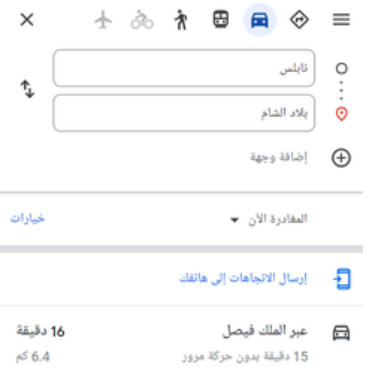 نابلس
بلاد الشام
إضافة وجهة
المغادرة الآن
خيارات
إرسال الاتجاهات إلى هاتفك
عبر الملك فيصل
16 دقيقة
15 دقيقة بدون حركة مرور
6.4 كم